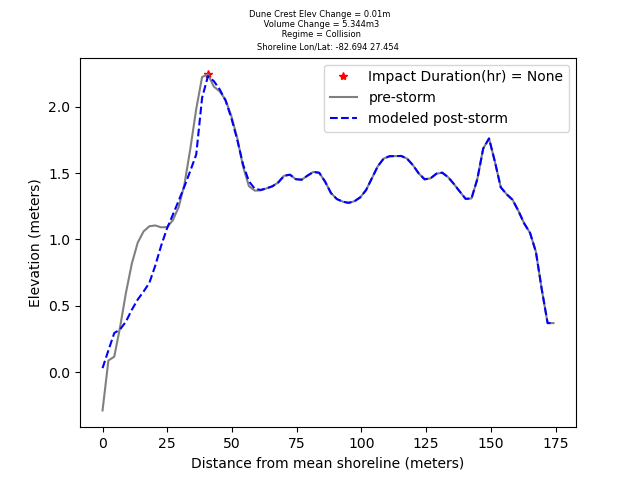 Dune Crest Elev Change = 0.01m
Volume Change = 5.344m3
Regime = Collision
Shoreline Lon/Lat: -82.694 27.454
Impact Duration(hr) = None
pre-storm
modeled post-storm
Elevation (meters)
2.0
1.5
1.0
0.5
0.0
0 25 50 75 100 125 150 175
Distance from mean shoreline (meters)